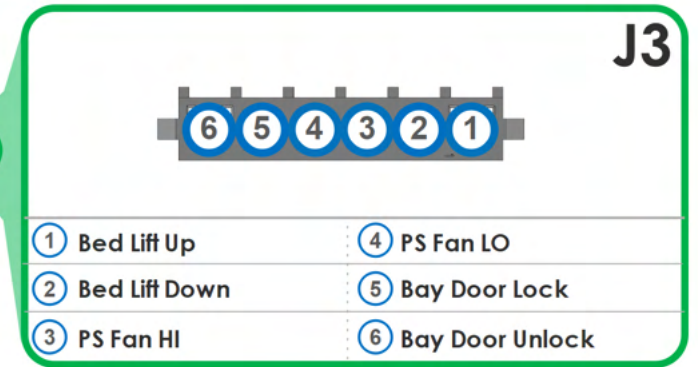 J3
6 5 4 3 2 1
1 Bed Lift Up
4 PS Fan LO
2 Bed Lift Down
5 Bay Door Lock
3 PS Fan HI
6 Bay Door Unlock